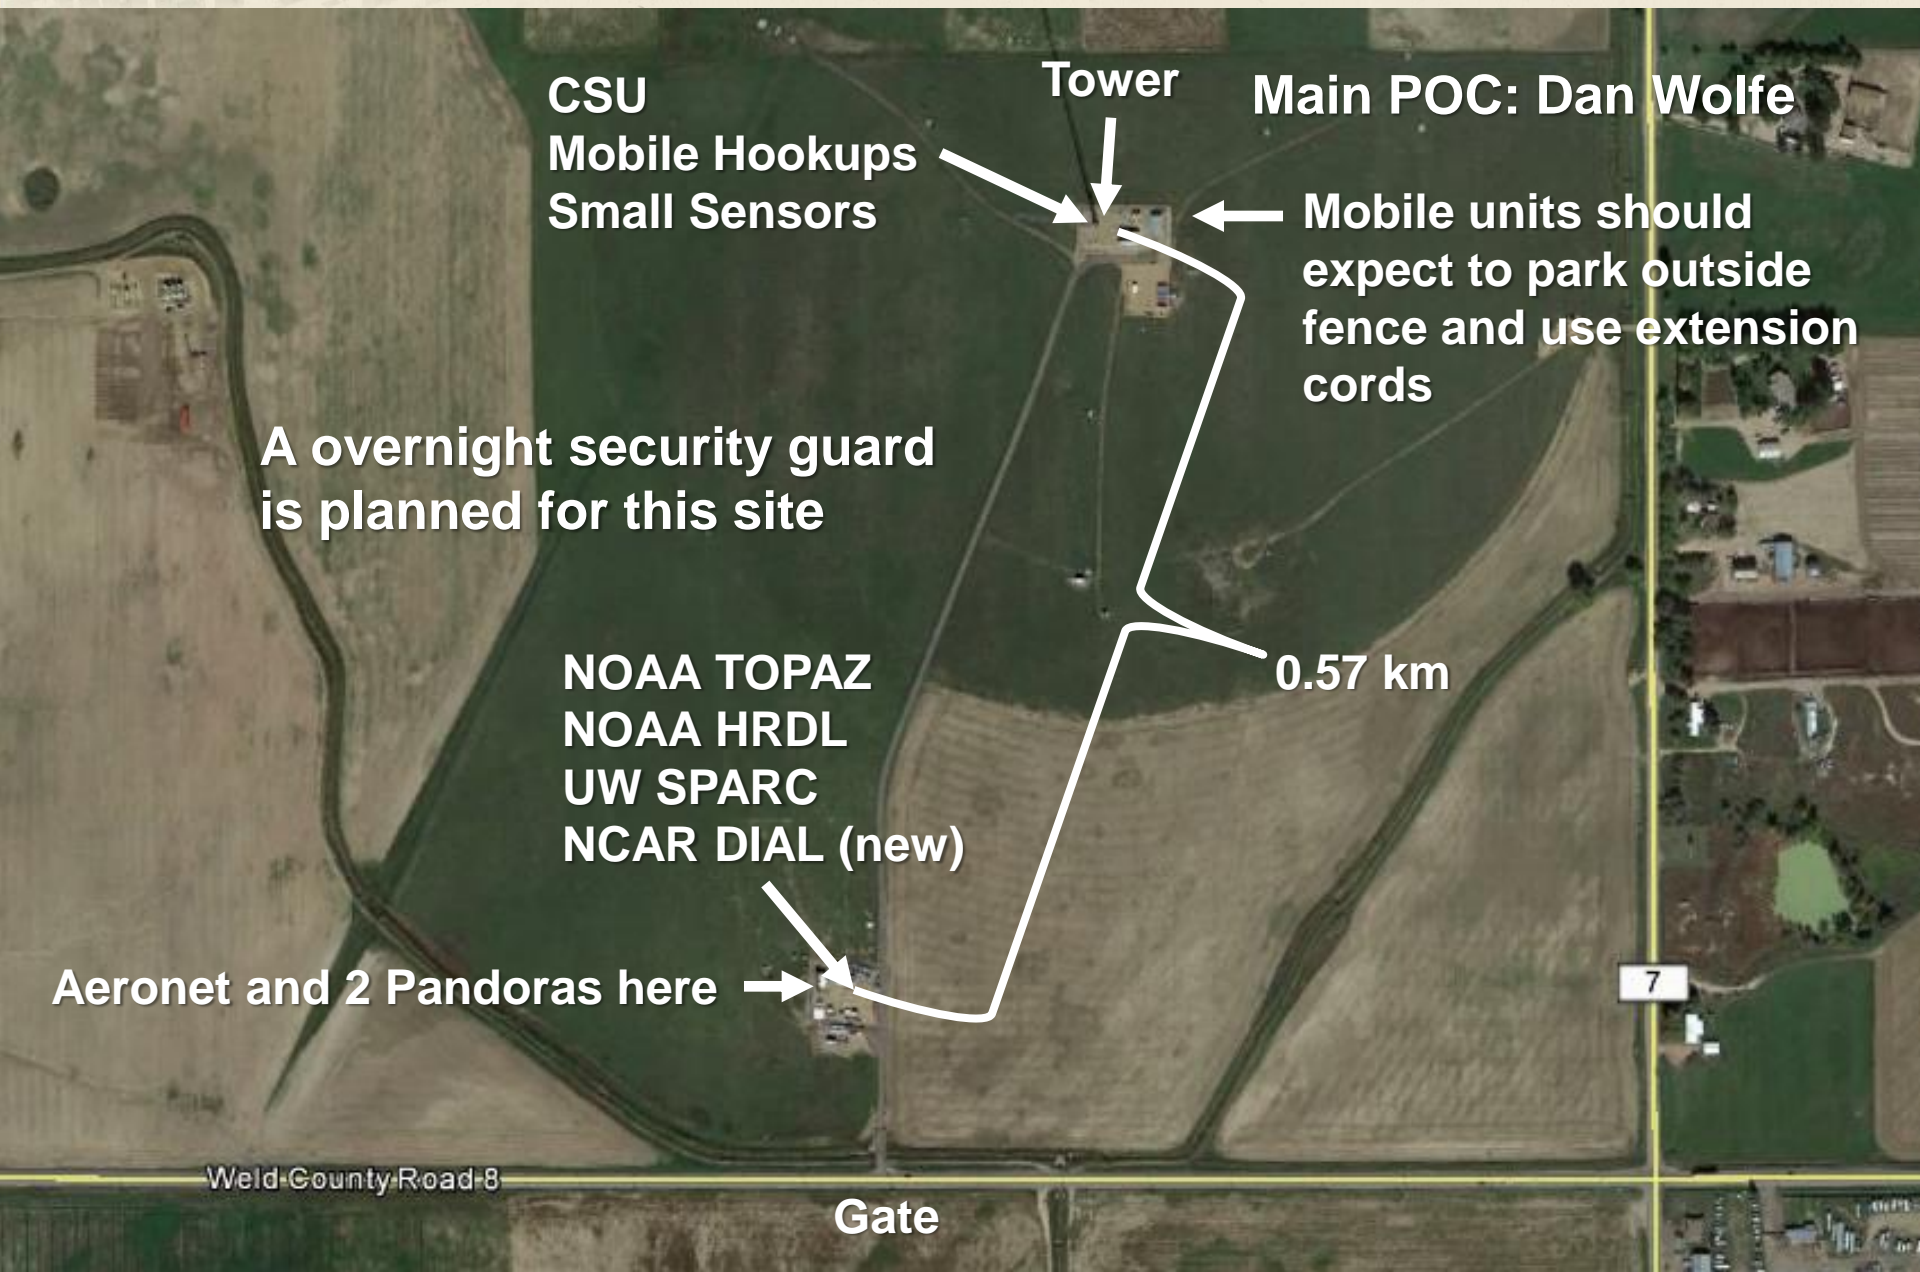 CSU
Mobile Hookups
Small Sensors
Tower
Main POC: Dan Wolfe
Mobile units should
expect to park outside
fence and use extension
cords
A overnight security guard
is planned for this site
NOAA TOPAZ
NOAA HRDL
UW SPARC
NCAR DIAL (new)
0.57 km
Aeronet and 2 Pandoras here
7
Weld County Road 8
Gate